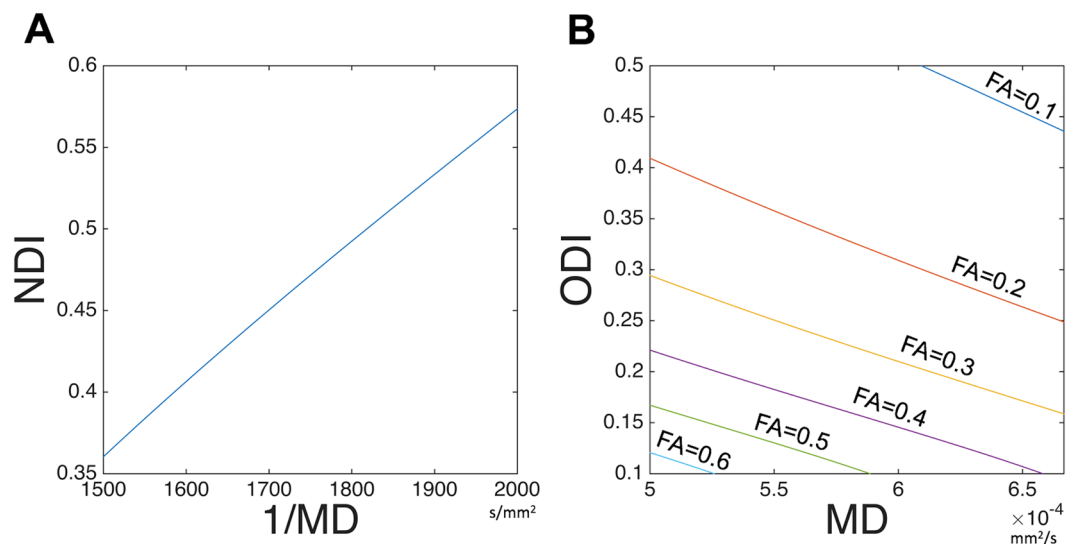 A
0.6
0.55
0.5
0.45
0.4
0.35
NDI
1500 1600 1700 1800 1900 2000
1/MD
s/mm²
B
0.5
0.45
0.4
0.35
0.3
0.25
0.2
0.15
0.1
ODI
FA=0.1
FA=0.2
FA=0.3
FA=0.4
FA=0.5
FA=0.6
5 5.5 6 6.5
MD
×10⁻⁴
mm²/s